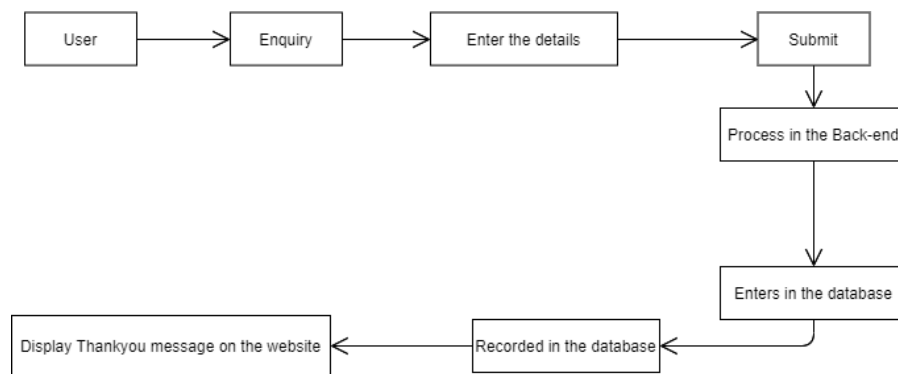 User
Enquiry
Enter the details
Submit
Process in the Back-end
Enters in the database
Recorded in the database
Display Thankyou message on the website